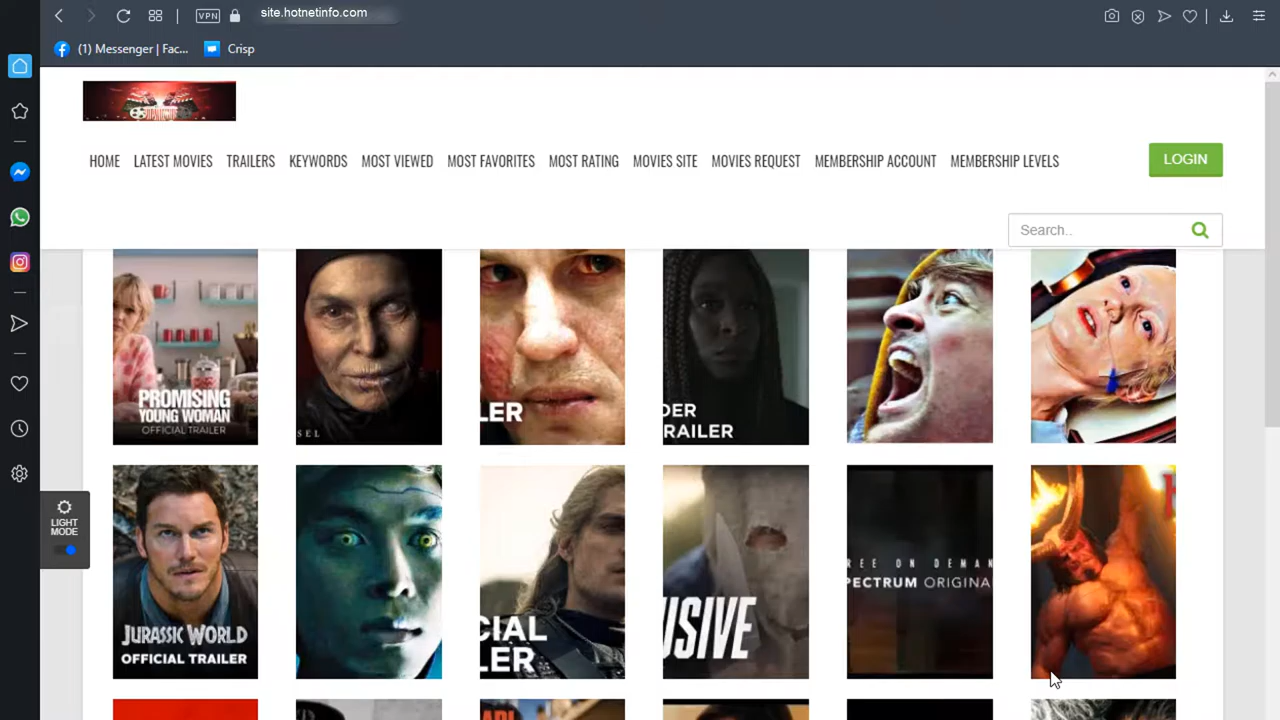 VPN
site.hotnetinfo.com
(1) Messenger | Fac...
Crisp
HOME LATEST MOVIES TRAILERS KEYWORDS MOST VIEWED MOST FAVORITES MOST RATING MOVIES SITE MOVIES REQUEST MEMBERSHIP ACCOUNT MEMBERSHIP LEVELS
LOGIN
Search..
PROMISING
YOUNG WOMAN
OFFICIAL TRAILER
SEL
LER
DER
RAILER
LIGHT
MODE
JURASSIC WORLD
OFFICIAL TRAILER
CIAL
LER
USIVE
REE ON DEMAN
PECTRUM ORIGINA